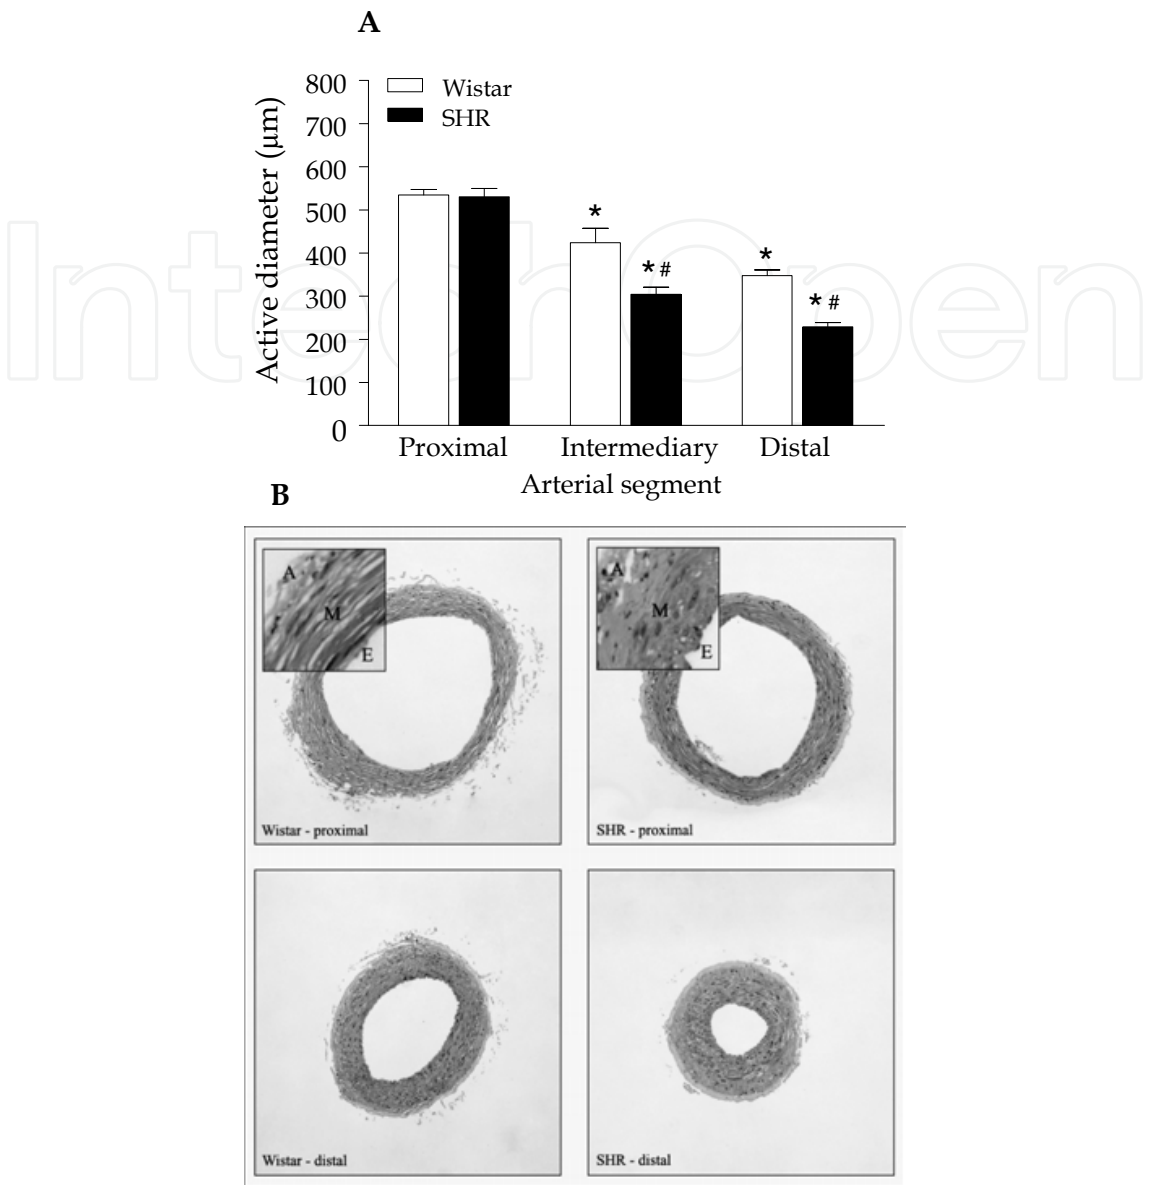 A
800
700
600
500
400
300
200
100
0
Active diameter (µm)
Wistar
SHR
*
* #
*
* #
Proximal Intermediary Distal
Arterial segment
IntechOpen
B
A
M
E
Wistar - proximal
A
M
E
SHR - proximal
Wistar - distal
SHR - distal